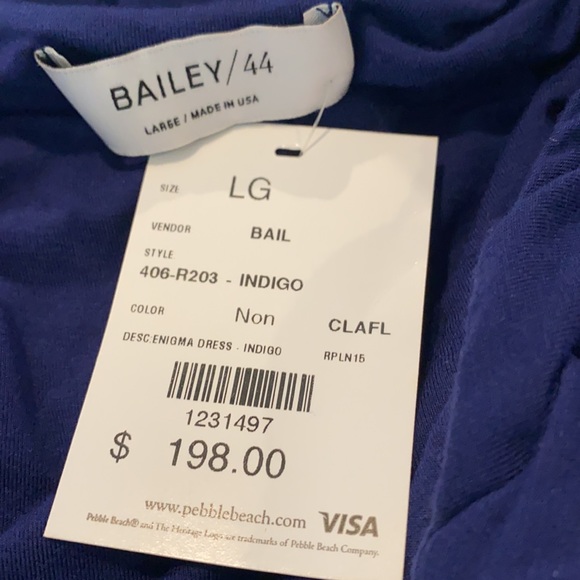 BAILEY/44
LARGE / MADE IN USA
SIZE LG
VENDOR BAIL
STYLE
406-R203 - INDIGO
COLOR Non CLAFL
DESC:ENIGMA DRESS - INDIGO RPLN15
1231497
$ 198.00
www.pebblebeach.com VISA
Pebble Beach® and The Heritage Logo are trademarks of Pebble Beach Company.